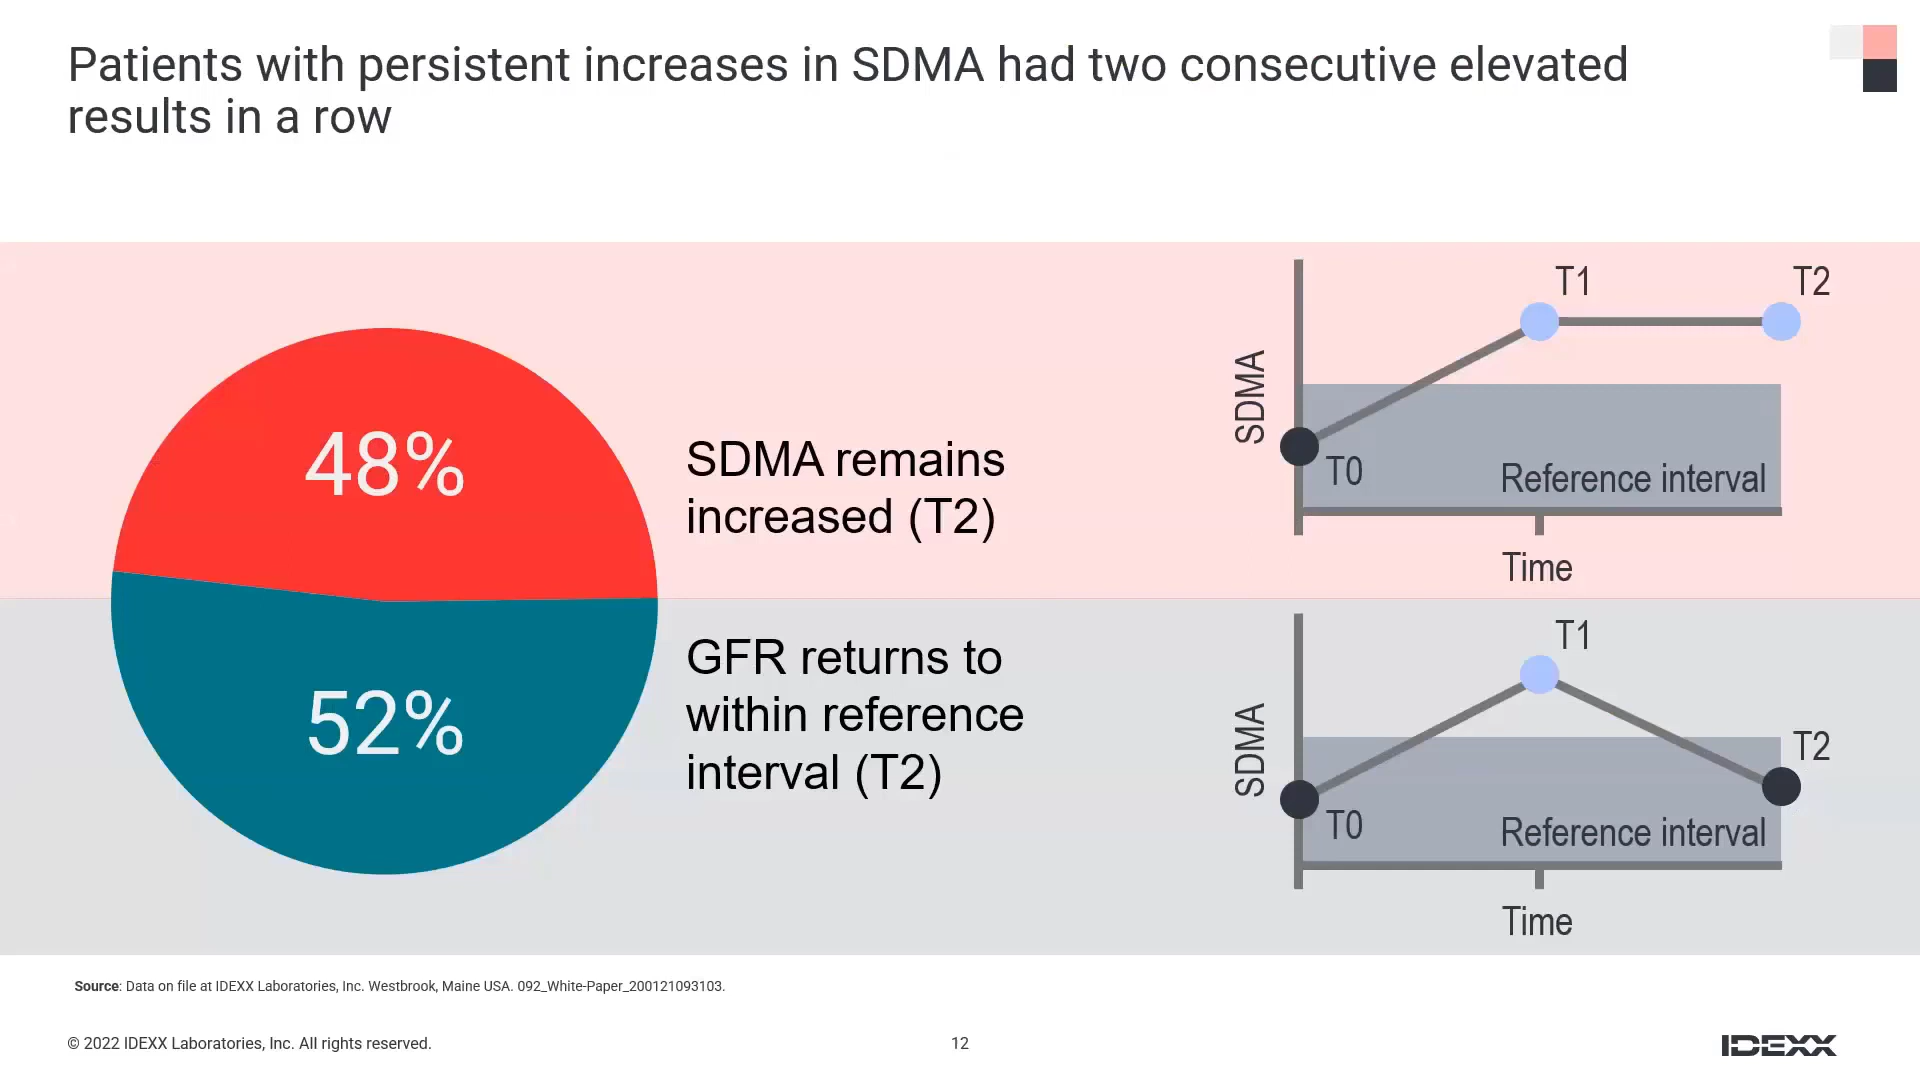 Patients with persistent increases in SDMA had two consecutive elevated
results in a row
48%
SDMA remains
increased (T2)
SDMA
T0
T1
T2
Reference interval
Time
52%
GFR returns to
within reference
interval (T2)
SDMA
T0
T1
T2
Reference interval
Time
Source: Data on file at IDEXX Laboratories, Inc. Westbrook, Maine USA. 092_White-Paper_200121093103.
© 2022 IDEXX Laboratories, Inc. All rights reserved.
12
IDEXX